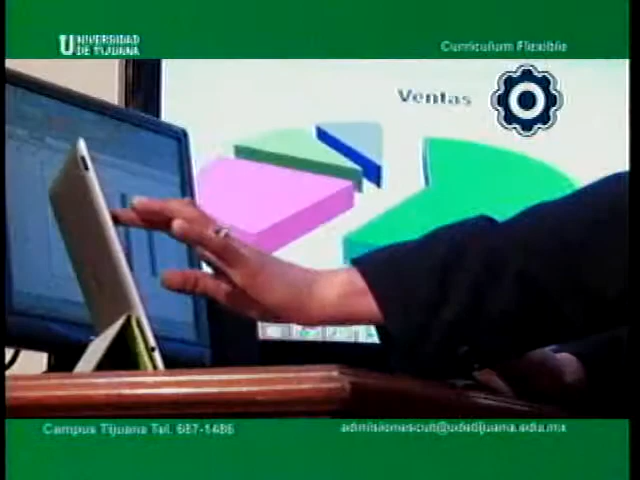 UNIVERSIDAD
DE TIJUANA
Curriculum Flexible
Ventas
Campus Tijuana Tel. 687-1486
admisionescut@udetijuana.edu.mx